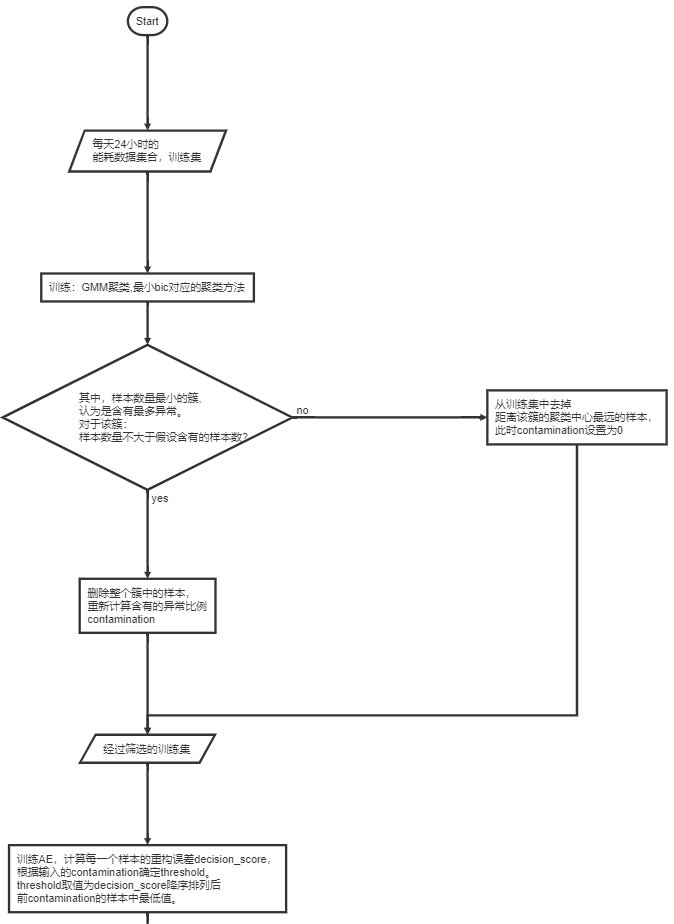 Start
每天24小时的
能耗数据集合，训练集
训练：GMM聚类,最小bic对应的聚类方法
其中，样本数量最小的簇,
认为是含有最多异常。
对于该簇：
样本数量不大于假设含有的样本数?
no
从训练集中去掉
距离该簇的聚类中心最远的样本，
此时contamination设置为0
yes
删除整个簇中的样本，
重新计算含有的异常比例
contamination
经过筛选的训练集
训练AE，计算每一个样本的重构误差decision_score，
根据输入的contamination确定threshold。
threshold取值为decision_score降序排列后
前contamination的样本中最低值。